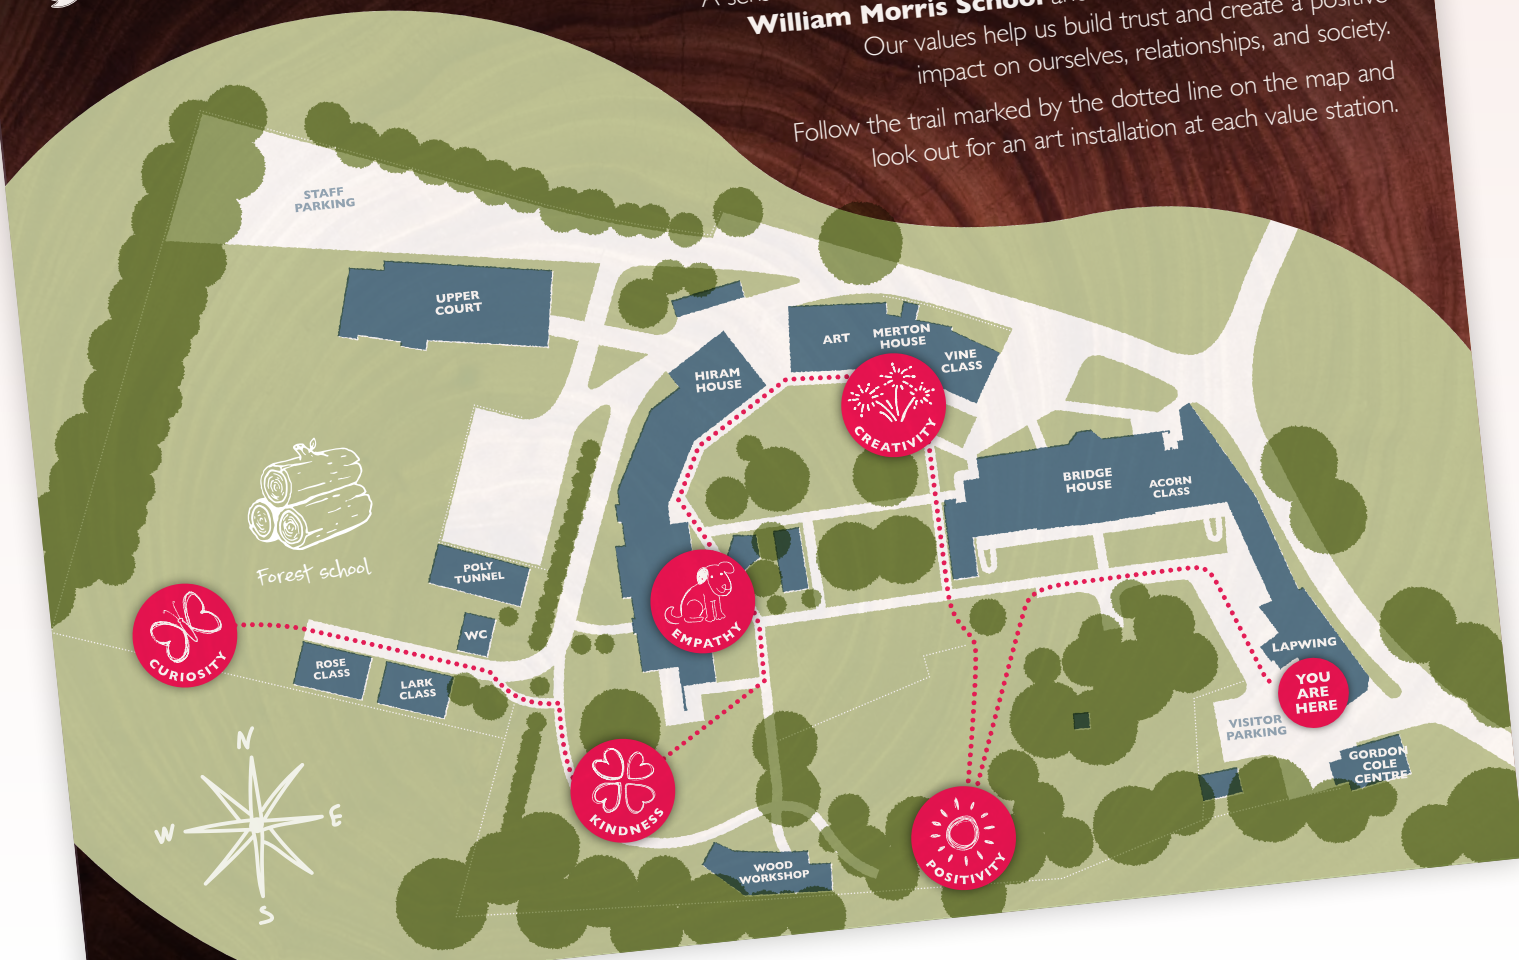 William Morris School
Our values help us build trust and create a positive
impact on ourselves, relationships, and society.
Follow the trail marked by the dotted line on the map and
look out for an art installation at each value station.
STAFF
PARKING
UPPER
COURT
HIRAM
HOUSE
ART
MERTON
HOUSE
VINE
CLASS
CREATIVITY
BRIDGE
HOUSE
ACORN
CLASS
Forest school
POLY
TUNNEL
WC
EMPATHY
CURIOSITY
ROSE
CLASS
LARK
CLASS
LAPWING
YOU
ARE
HERE
VISITOR
PARKING
GORDON
COLE
CENTRE
KINDNESS
POSITIVITY
WOOD
WORKSHOP
N
W
E
S